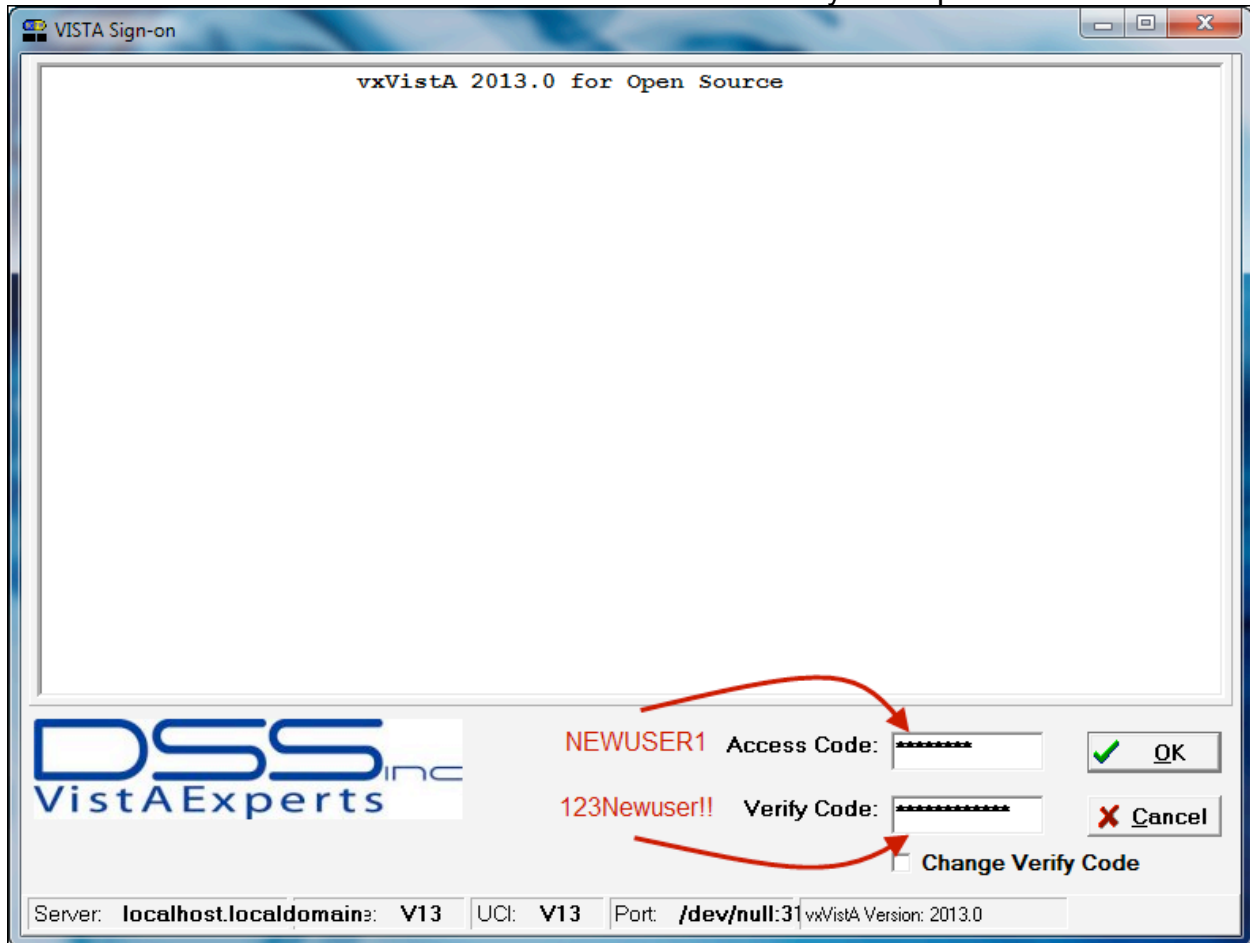 VISTA Sign-on
vxVistA 2013.0 for Open Source
DSS inc
VistAExperts
NEWUSER1 Access Code: ********
123Newuser!! Verify Code: ************
OK
Cancel
Change Verify Code
Server: localhost.localdomain e: V13 UCI: V13 Port: /dev/null:31 vxVistA Version: 2013.0